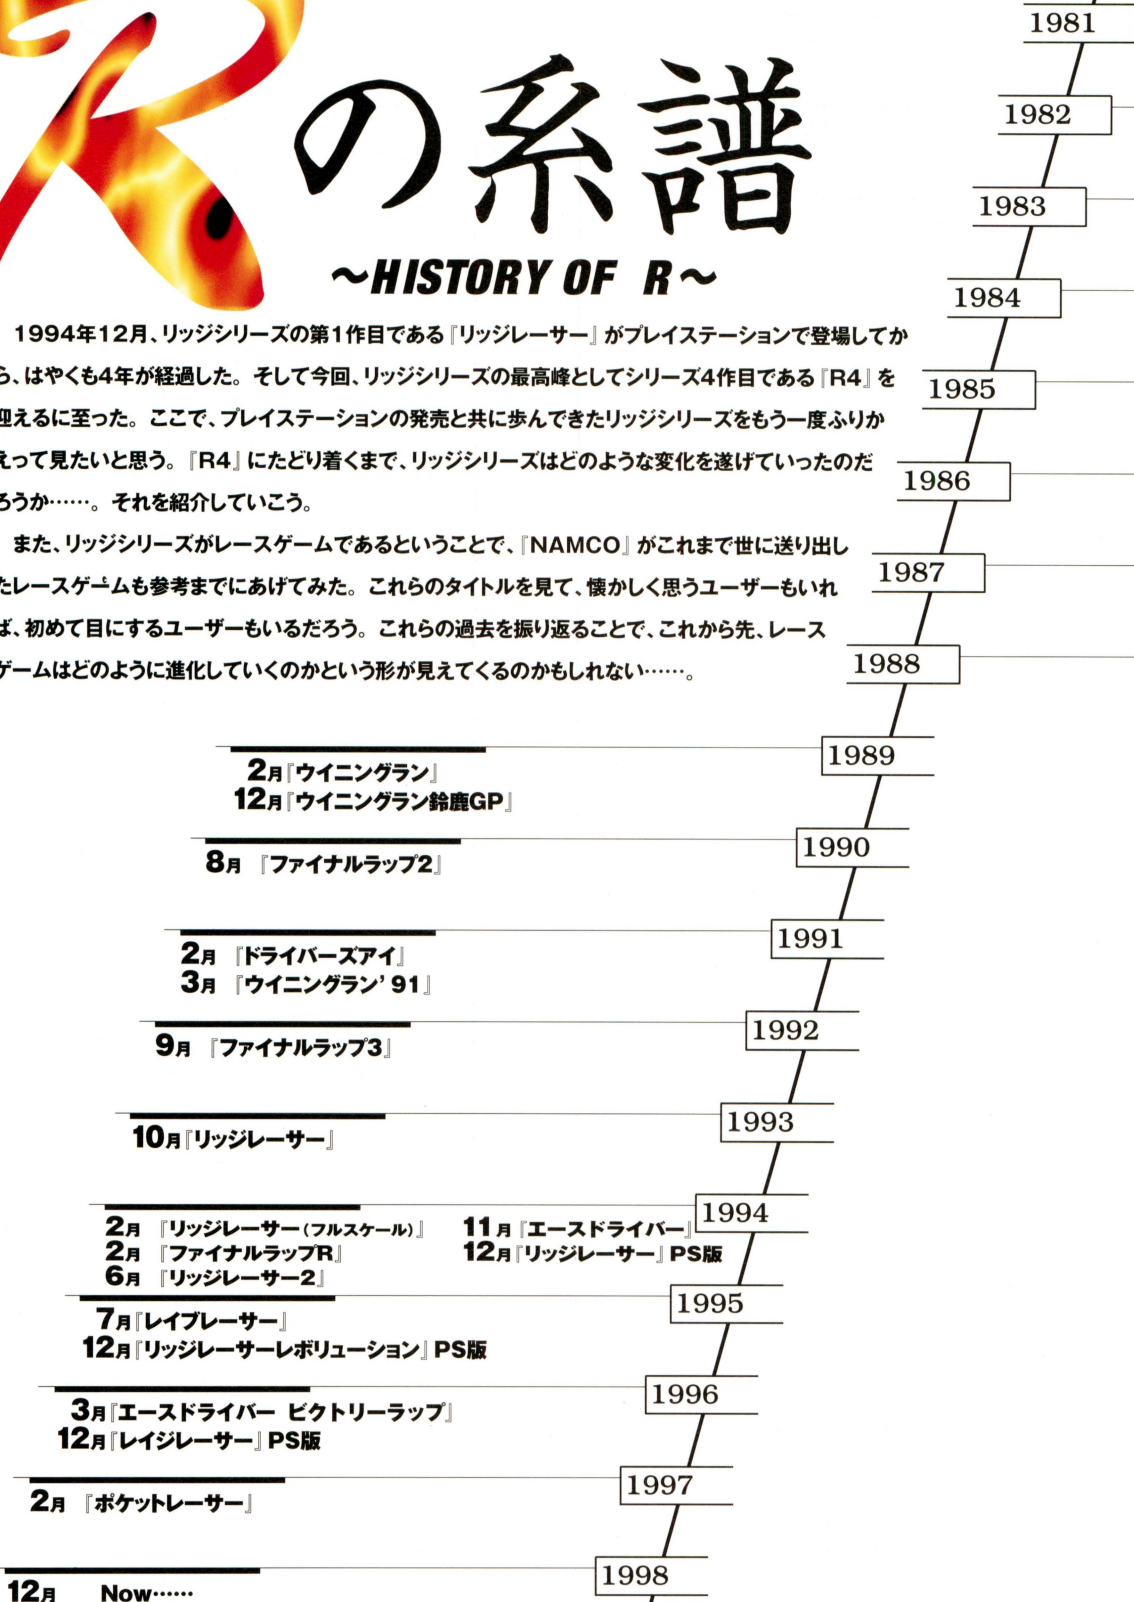 R
の系譜
～HISTORY OF R～
1994年12月、リッジシリーズの第1作目である『リッジレーサー』がプレイステーションで登場してか
ら、はやくも4年が経過した。そして今回、リッジシリーズの最高峰としてシリーズ4作目である『R4』を
迎えるに至った。ここで、プレイステーションの発売と共に歩んできたリッジシリーズをもう一度ふりか
えって見たいと思う。『R4』にたどり着くまで、リッジシリーズはどのような変化を遂げていったのだ
ろうか……。それを紹介していこう。
また、リッジシリーズがレースゲームであるということで、『NAMCO』がこれまで世に送り出し
たレースゲームも参考までにあげてみた。これらのタイトルを見て、懐かしく思うユーザーもいれ
ば、初めて目にするユーザーもいるだろう。これらの過去を振り返ることで、これから先、レース
ゲームはどのように進化していくのかという形が見えてくるのかもしれない……。
1981
1982
1983
1984
1985
1986
1987
1988
1989
2月『ウイニングラン』
12月『ウイニングラン鈴鹿GP』
1990
8月 『ファイナルラップ2』
1991
2月 『ドライバーズアイ』
3月 『ウイニングラン’91』
1992
9月 『ファイナルラップ3』
1993
10月『リッジレーサー』
1994
2月 『リッジレーサー(フルスケール)』
2月 『ファイナルラップR』
6月 『リッジレーサー2』
11月『エースドライバー』
12月『リッジレーサー』PS版
1995
7月『レイブレーサー』
12月『リッジレーサーレボリューション』PS版
1996
3月『エースドライバー ビクトリーラップ』
12月『レイジレーサー』PS版
1997
2月 『ポケットレーサー』
1998
12月 Now……